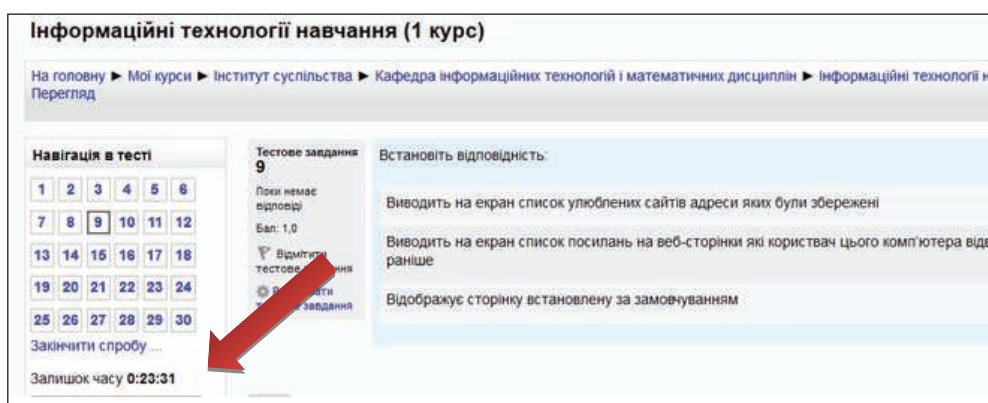 Інформаційні технології навчання (1 курс)
На головну ► Мої курси ► Інститут суспільства ► Кафедра інформаційних технологій і математичних дисциплін ► Інформаційні технології н
Перегляд
Навігація в тесті
1 2 3 4 5 6
7 8 9 10 11 12
13 14 15 16 17 18
19 20 21 22 23 24
25 26 27 28 29 30
Закінчити спробу ...
Залишок часу 0:23:31
Тестове завдання
9
Поки немає
відповіді
Бал: 1,0
Відмітити
тестове
завдання
Встановіть відповідність:
Виводить на екран список улюблених сайтів адреси яких були збережені
Виводить на екран список посилань на веб-сторінки які користвач цього комп'ютера відв
раніше
Відображує сторінку встановлену за замовчуванням